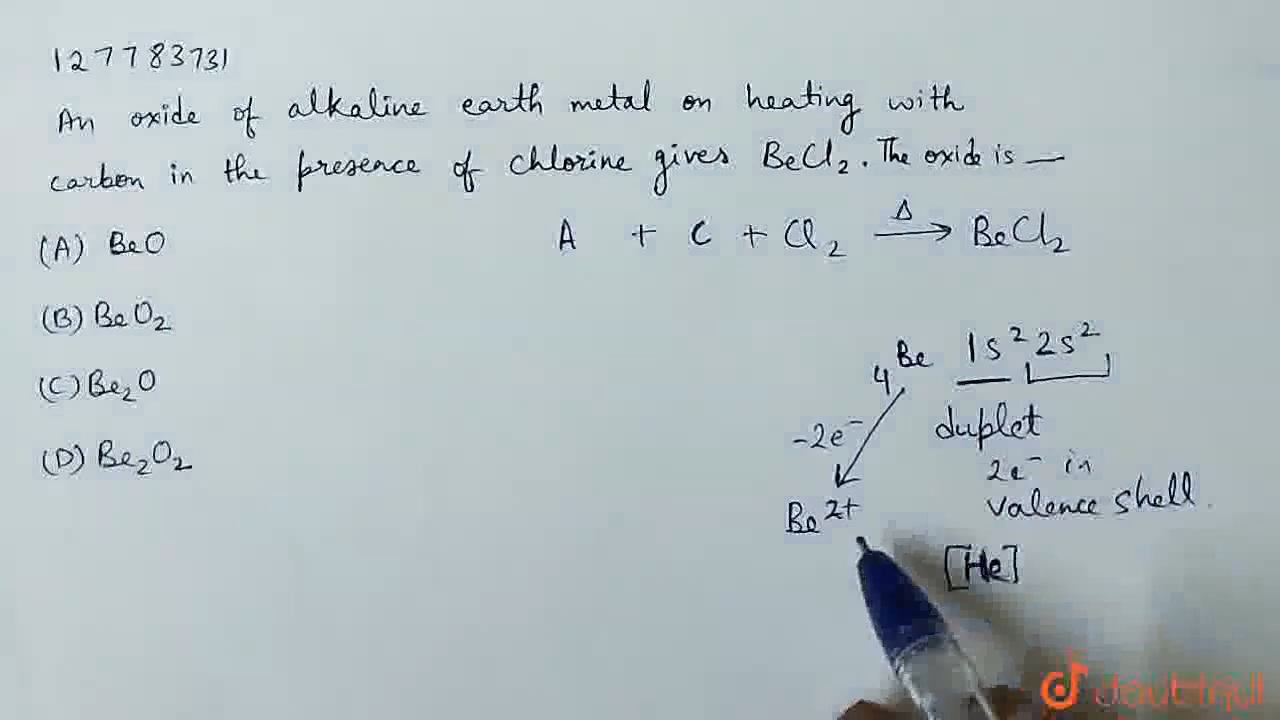 127783731
An oxide of alkaline earth metal on heating with
carbon in the presence of chlorine gives BeCl₂. The oxide is —
(A) BeO
A + C + Cl₂ —Δ→ BeCl₂
(B) BeO₂
(C) Be₂O
(D) Be₂O₂
₄Be 1s² 2s²
duplet
-2e⁻
2e⁻ in
valence shell.
Be²⁺
[He]
doubtnut